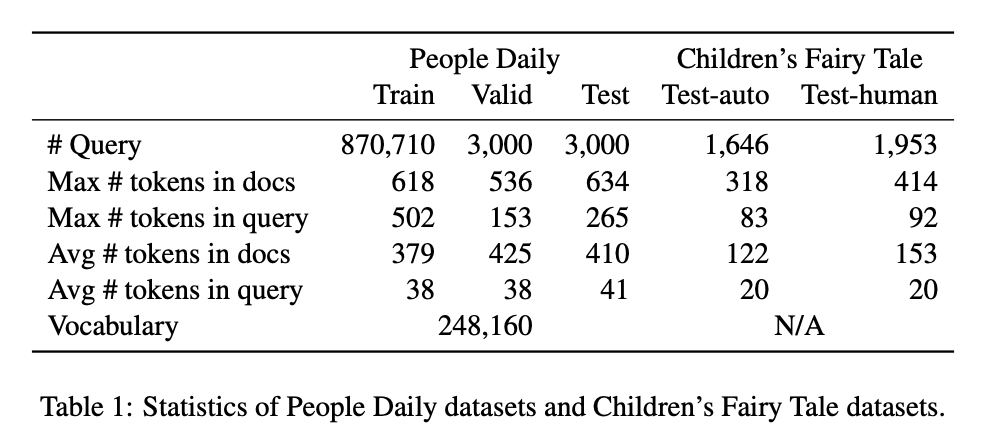 People Daily Children's Fairy Tale
Train Valid Test Test-auto Test-human
# Query 870,710 3,000 3,000 1,646 1,953
Max # tokens in docs 618 536 634 318 414
Max # tokens in query 502 153 265 83 92
Avg # tokens in docs 379 425 410 122 153
Avg # tokens in query 38 38 41 20 20
Vocabulary 248,160 N/A
Table 1: Statistics of People Daily datasets and Children's Fairy Tale datasets.